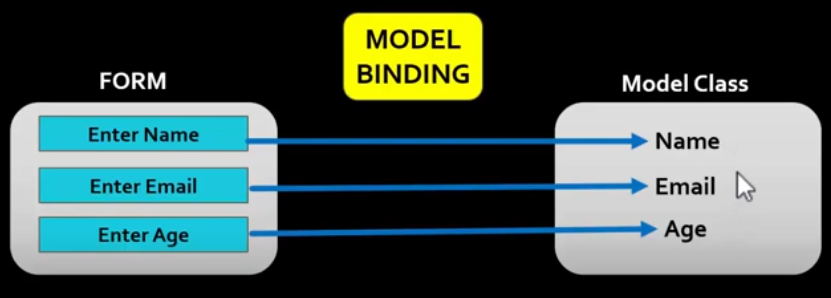 MODEL
BINDING
FORM
Model Class
Enter Name
Name
Enter Email
Email
Enter Age
Age